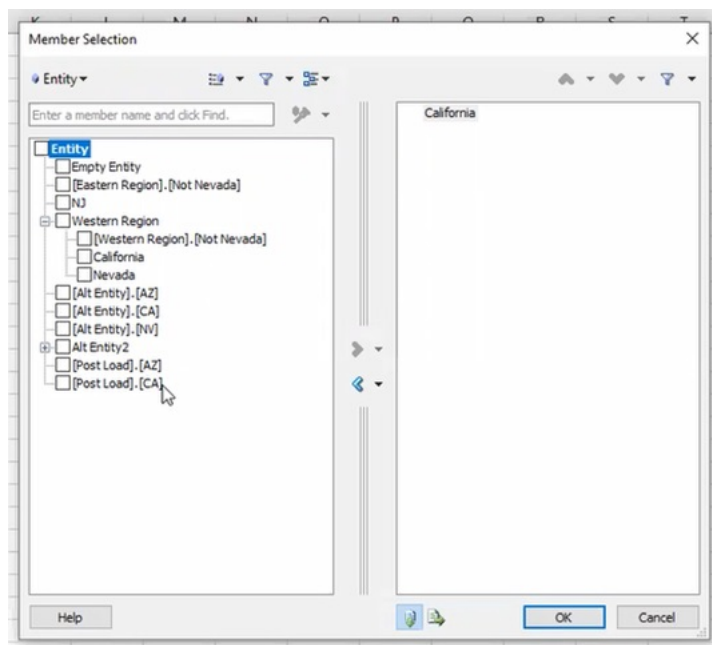 Member Selection
Entity
Enter a member name and click Find.
California
Entity
Empty Entity
[Eastern Region].[Not Nevada]
NJ
Western Region
[Western Region].[Not Nevada]
California
Nevada
[Alt Entity].[AZ]
[Alt Entity].[CA]
[Alt Entity].[NV]
Alt Entity2
[Post Load].[AZ]
[Post Load].[CA]
Help
OK
Cancel